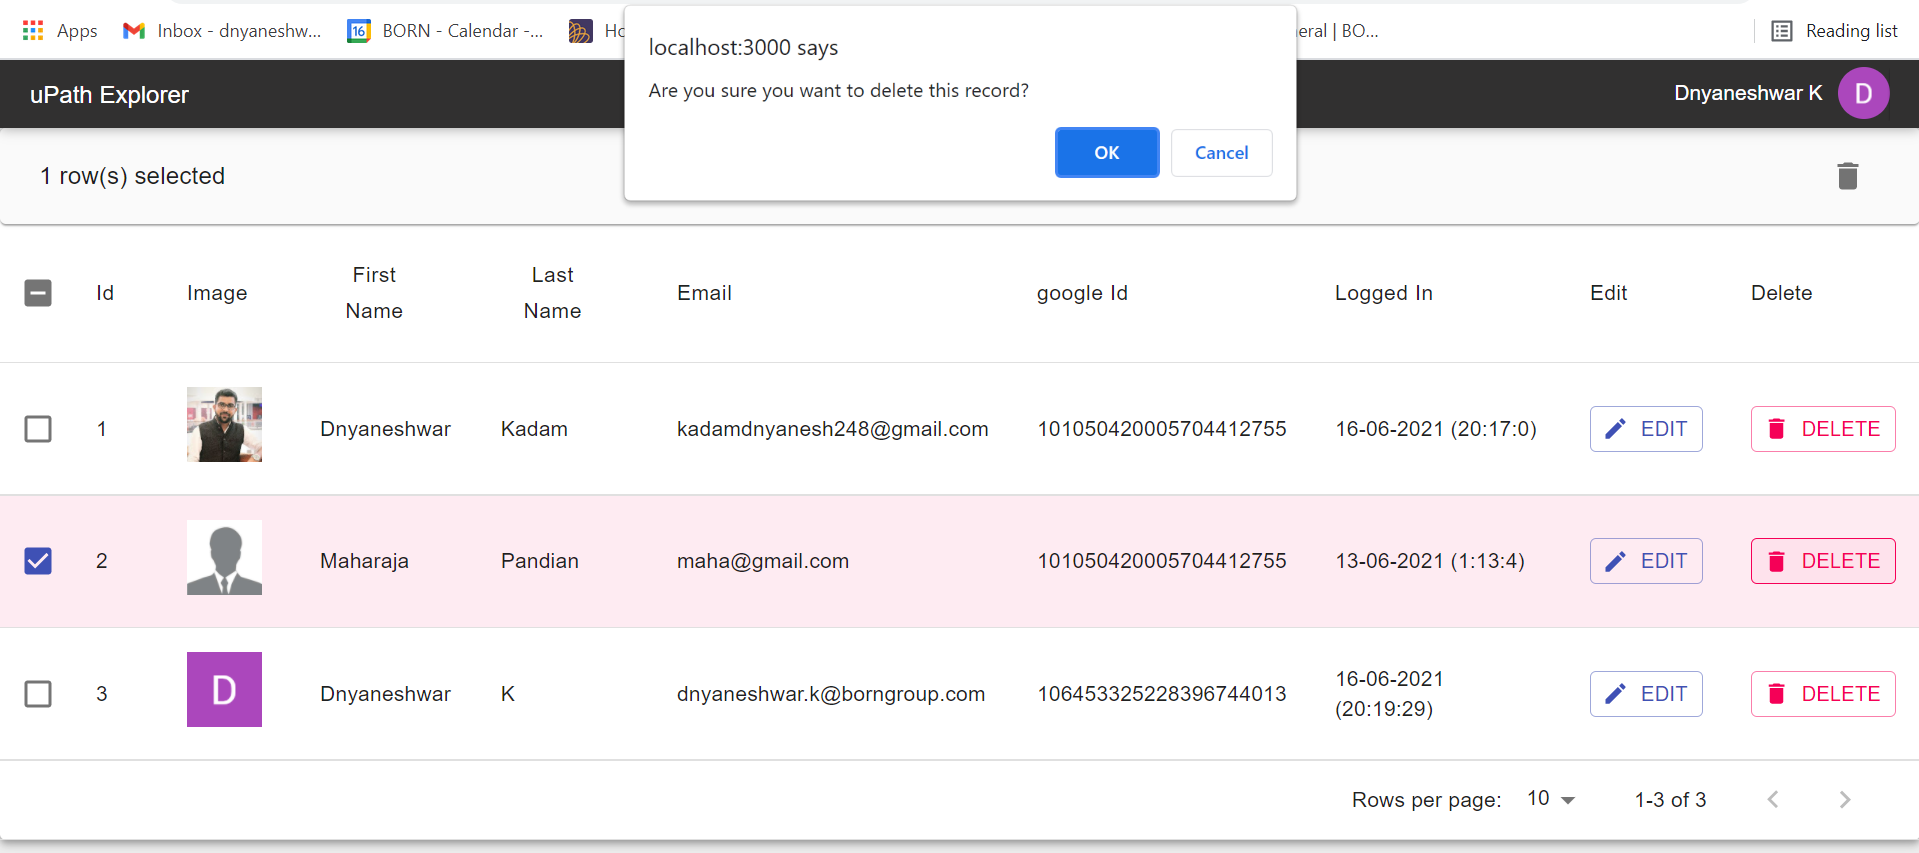 Apps
Inbox - dnyaneshw...
16
BORN - Calendar -...
Reading list
localhost:3000 says
Are you sure you want to delete this record?
OK
Cancel
uPath Explorer
Dnyaneshwar K
D
1 row(s) selected
Id
Image
First
Name
Last
Name
Email
google Id
Logged In
Edit
Delete
1
Dnyaneshwar
Kadam
kadamdnyanesh248@gmail.com
101050420005704412755
16-06-2021 (20:17:0)
EDIT
DELETE
2
Maharaja
Pandian
maha@gmail.com
101050420005704412755
13-06-2021 (1:13:4)
EDIT
DELETE
3
D
Dnyaneshwar
K
dnyaneshwar.k@borngroup.com
106453325228396744013
16-06-2021
(20:19:29)
EDIT
DELETE
Rows per page:
10
1-3 of 3